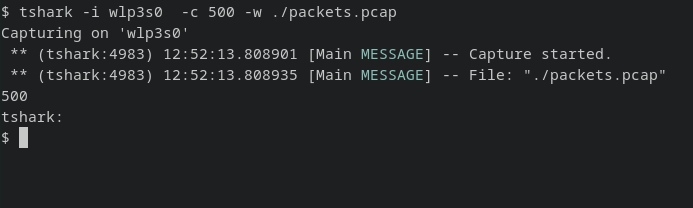 $ tshark -i wlp3s0  -c 500 -w ./packets.pcap
Capturing on 'wlp3s0'
 ** (tshark:4983) 12:52:13.808901 [Main MESSAGE] -- Capture started.
 ** (tshark:4983) 12:52:13.808935 [Main MESSAGE] -- File: "./packets.pcap"
500
tshark:
$